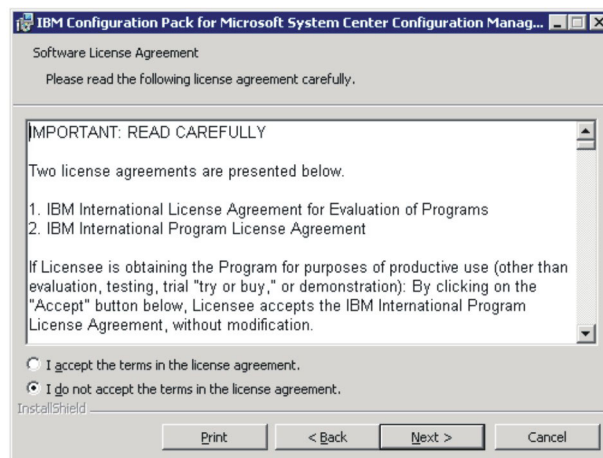 IBM Configuration Pack for Microsoft System Center Configuration Manag...
Software License Agreement
Please read the following license agreement carefully.
IMPORTANT: READ CAREFULLY
Two license agreements are presented below.
1. IBM International License Agreement for Evaluation of Programs
2. IBM International Program License Agreement
If Licensee is obtaining the Program for purposes of productive use (other than
evaluation, testing, trial "try or buy," or demonstration): By clicking on the
"Accept" button below, Licensee accepts the IBM International Program
License Agreement, without modification.
I accept the terms in the license agreement.
I do not accept the terms in the license agreement.
InstallShield
Print < Back Next > Cancel